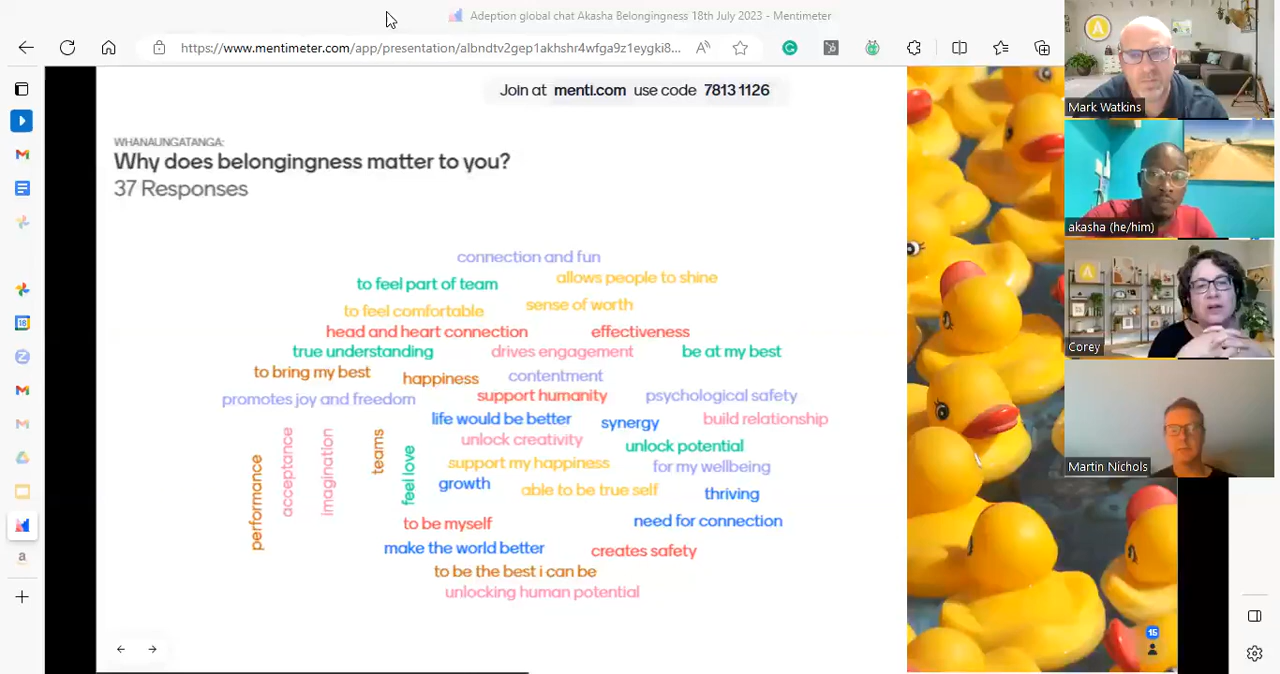 Adeption global chat Akasha Belongingness 18th July 2023 - Mentimeter
https://www.mentimeter.com/app/presentation/albndtv2gep1akhshr4wfga9z1eygki8...
Join at menti.com use code 7813 1126
WHANAUNGATANGA:
Why does belongingness matter to you?
37 Responses
connection and fun
to feel part of team
allows people to shine
to feel comfortable
sense of worth
head and heart connection
effectiveness
true understanding
drives engagement
be at my best
to bring my best
happiness
contentment
promotes joy and freedom
support humanity
psychological safety
life would be better
synergy
build relationship
unlock creativity
unlock potential
performance
acceptance
imagination
teams
feel love
support my happiness
for my wellbeing
growth
able to be true self
thriving
to be myself
need for connection
make the world better
creates safety
to be the best i can be
unlocking human potential
15
Mark Watkins
akasha (he/him)
Corey
Martin Nichols